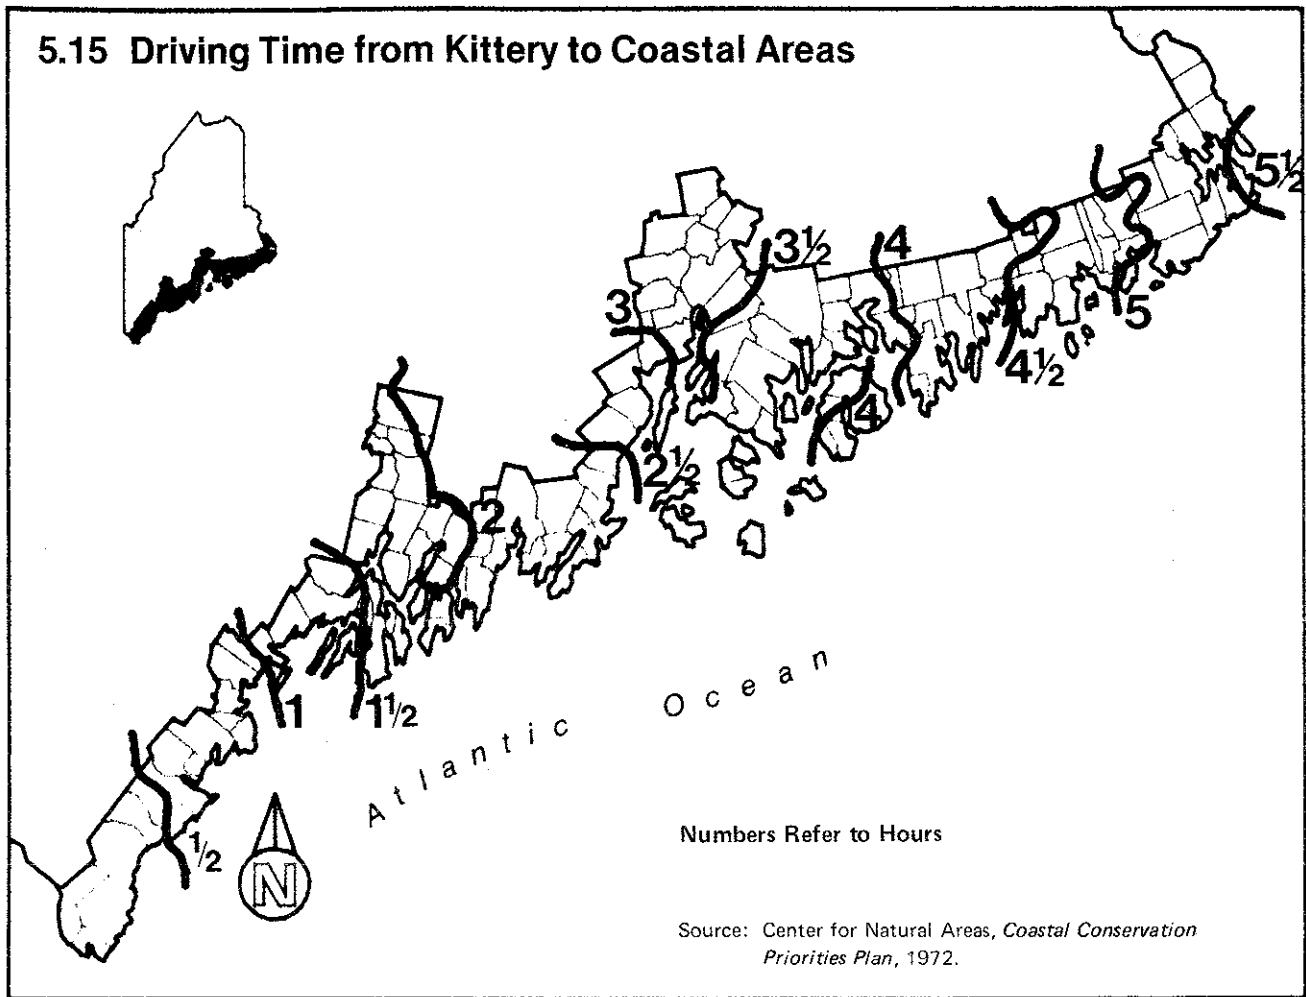 5.15 Driving Time from Kittery to Coastal Areas
5½
3½
4
3
5
4½
4
2½
2
1
1½
½
Atlantic Ocean
N
Numbers Refer to Hours
Source: Center for Natural Areas, Coastal Conservation
Priorities Plan, 1972.